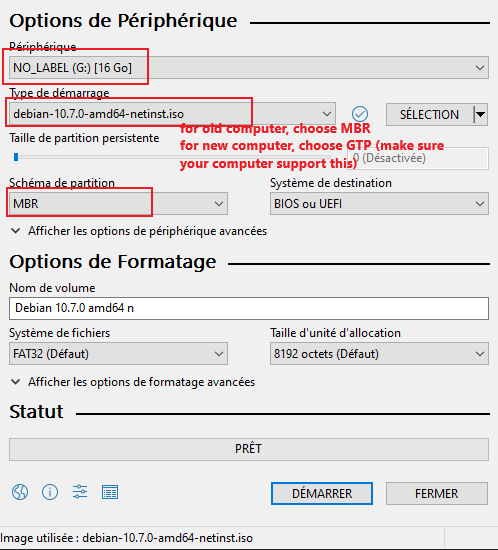 Options de Périphérique
Périphérique
NO_LABEL (G:) [16 Go]
Type de démarrage
debian-10.7.0-amd64-netinst.iso
SÉLECTION
for old computer, choose MBR
for new computer, choose GTP (make sure
your computer support this)
Taille de partition persistente
0 (Désactivée)
Schéma de partition
Système de destination
MBR
BIOS ou UEFI
Afficher les options de périphérique avancées
Options de Formatage
Nom de volume
Debian 10.7.0 amd64 n
Système de fichiers
Taille d'unité d'allocation
FAT32 (Défaut)
8192 octets (Défaut)
Afficher les options de formatage avancées
Statut
PRÊT
DÉMARRER
FERMER
Image utilisée : debian-10.7.0-amd64-netinst.iso